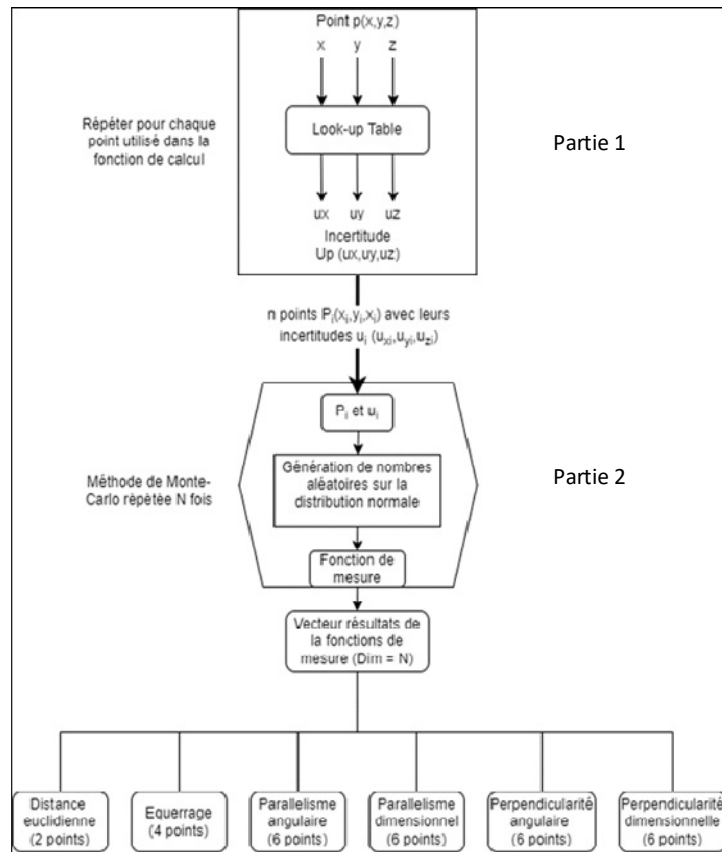 Point p(x,y,z)
x y z
Répéter pour chaque
point utilisé dans la
fonction de calcul
Look-up Table
Partie 1
ux uy uz
Incertitude
Up (ux,uy,uz)
n points Pᵢ(xᵢ,yᵢ,xᵢ) avec leurs
incertitudes uᵢ (uₓᵢ,u_yᵢ,u_zᵢ)
Pᵢ et uᵢ
Méthode de Monte-
Carlo répètée N fois
Génération de nombres
aléatoires sur la
distribution normale
Partie 2
Fonction de
mesure
Vecteur résultats de
la fonctions de
mesure (Dim = N)
Distance
euclidienne
(2 points)
Equerrage
(4 points)
Parallelisme
angulaire
(6 points)
Parallélisme
dimensionnel
(6 points)
Perpendicularité
angulaire
(6 points)
Perpendicularité
dimensionnelle
(6 points)